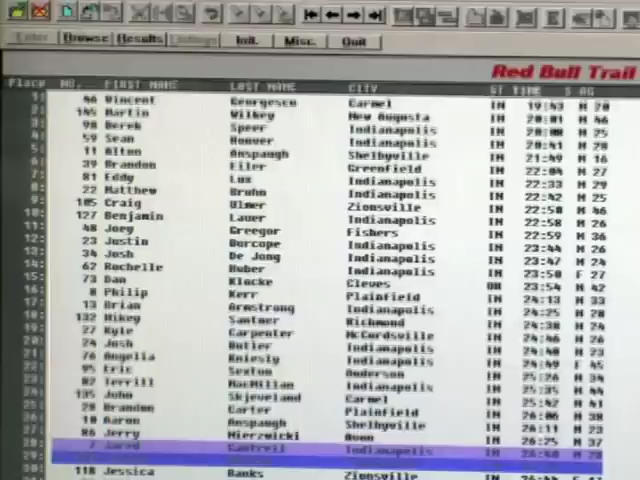 Enter Browse Results Listings Init. Misc. Quit
Red Bull Trail
Place NO. FIRST NAME LAST NAME CITY ST TIME S AG
1: 46 Vincent Georgescu Carmel IN 19:43 M 20
2: 145 Martin Wilkey New Augusta IN 20:01 M 46
3: 98 Derek Speer Indianapolis IN 20:08 M 25
4: 59 Sean Hoover Indianapolis IN 20:41 M 28
5: 11 Alton Anspaugh Shelbyville IN 21:49 M 16
6: 39 Brandon Eiler Greenfield IN 22:04 M 27
7: 81 Eddy Lux Indianapolis IN 22:33 M 29
8: 22 Matthew Bruhn Indianapolis IN 22:42 M 25
9: 105 Craig Ulmer Zionsville IN 22:50 M 46
10: 127 Benjamin Lauer Indianapolis IN 22:58 M 26
11: 48 Joey Greegor Fishers IN 22:59 M 36
12: 23 Justin Burcope Indianapolis IN 23:44 M 26
13: 34 Josh De Jong Indianapolis IN 23:47 M 24
14: 62 Rochelle Huber Indianapolis IN 23:50 F 27
15: 73 Dan Klocke Cleves OH 23:54 M 42
16: 8 Philip Kerr Plainfield IN 24:13 M 33
17: 13 Brian Armstrong Indianapolis IN 24:25 M 28
18: 132 Mikey Santner Richmond IN 24:38 M 24
19: 27 Kyle Carpenter McCordsville IN 24:46 M 26
20: 24 Josh Butler Indianapolis IN 24:48 M 23
21: 76 Angelia Kniesly Indianapolis IN 24:49 F 45
22: 95 Eric Sexton Anderson IN 25:26 M 34
23: 82 Terrill MacMillan Indianapolis IN 25:35 M 44
24: 135 John Skjeveland Carmel IN 25:42 M 41
25: 28 Brandon Carter Plainfield IN 26:06 M 38
26: 10 Aaron Anspaugh Shelbyville IN 26:11 M 23
27: 86 Jerry Mierzwicki Avon IN 26:25 M 37
28: 7 Jared Cantrell Indianapolis IN 26:40 M 28
29:
30: 118 Jessica Banks Zionsville IN